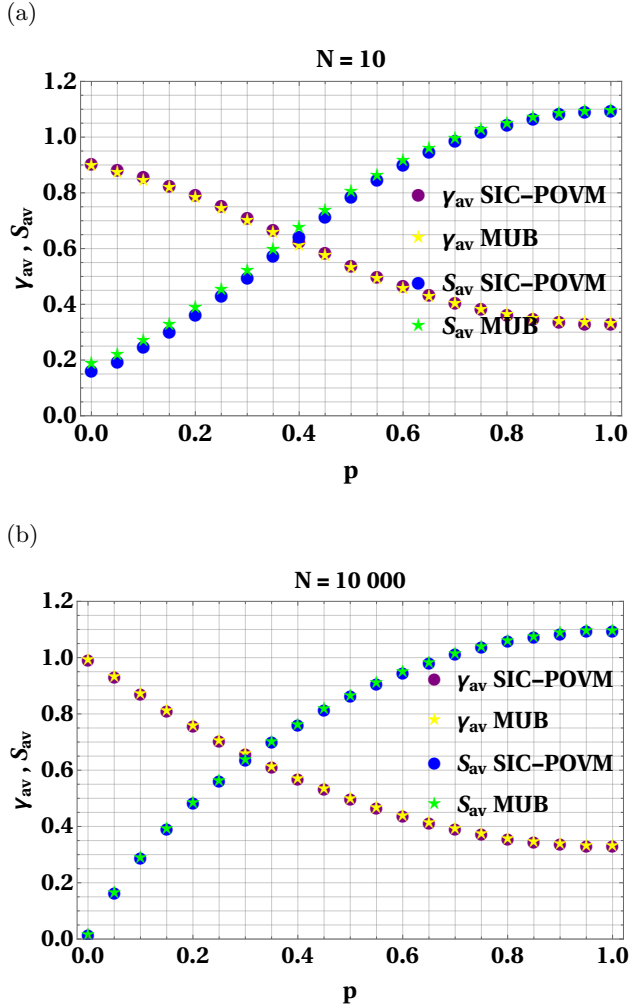 (a)
N = 10
1.2
1.0
0.8
0.6
0.4
0.2
0.0
γav , Sav
γav SIC–POVM
γav MUB
Sav SIC–POVM
Sav MUB
0.0 0.2 0.4 0.6 0.8 1.0
p
(b)
N = 10 000
1.2
1.0
0.8
0.6
0.4
0.2
0.0
γav , Sav
γav SIC–POVM
γav MUB
Sav SIC–POVM
Sav MUB
0.0 0.2 0.4 0.6 0.8 1.0
p